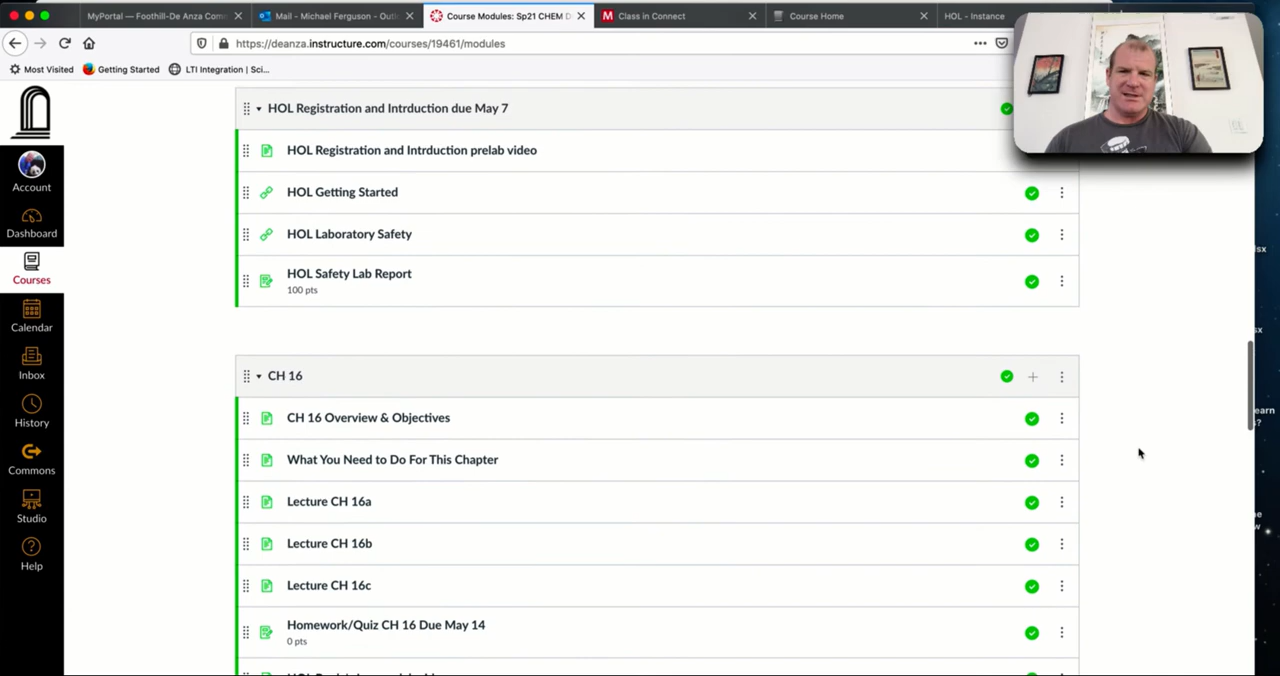 MyPortal — Foothill-De Anza Com
Mail - Michael Ferguson - Outl
Course Modules: Sp21 CHEM D
Class in Connect
Course Home
HOL - Instance
https://deanza.instructure.com/courses/19461/modules
Most Visited
Getting Started
LTI Integration | Sci...
HOL Registration and Intrduction due May 7
HOL Registration and Intrduction prelab video
Account
HOL Getting Started
Dashboard
HOL Laboratory Safety
Courses
HOL Safety Lab Report
100 pts
Calendar
Inbox
CH 16
History
CH 16 Overview & Objectives
Commons
What You Need to Do For This Chapter
Studio
Lecture CH 16a
Help
Lecture CH 16b
Lecture CH 16c
Homework/Quiz CH 16 Due May 14
0 pts